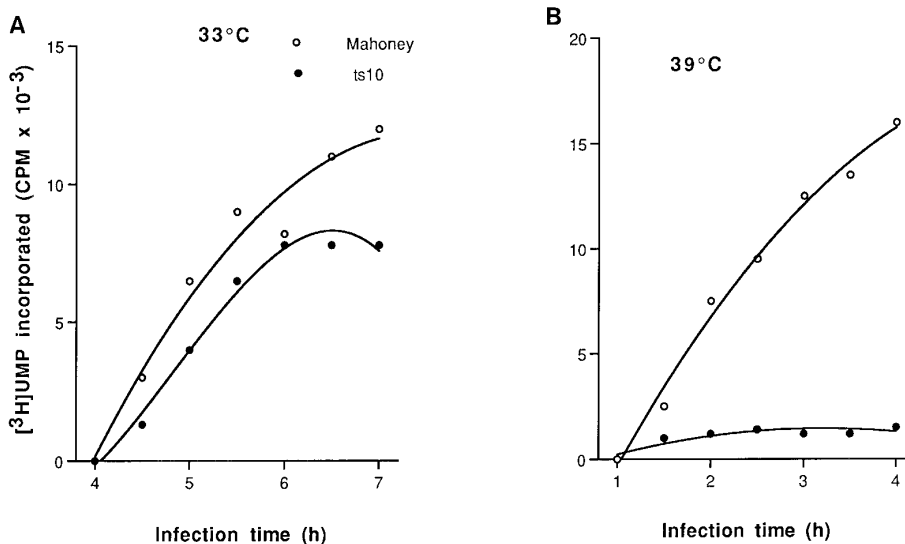 A
33°C
Mahoney
ts10
[³H]UMP incorporated (CPM x 10⁻³)
15
10
5
0
4
5
6
7
Infection time (h)
B
39°C
20
15
10
5
0
1
2
3
4
Infection time (h)